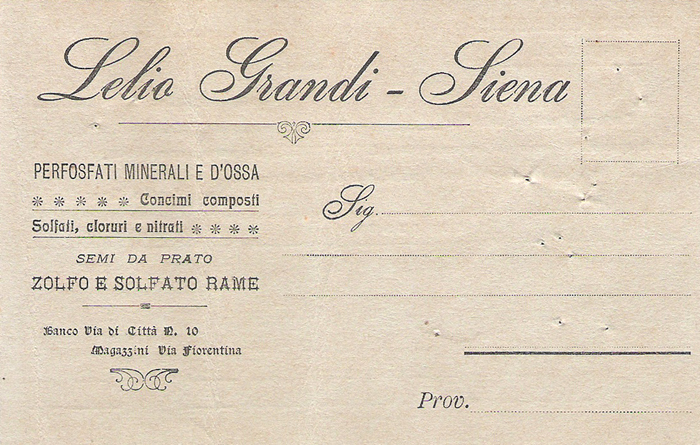 Lelio Grandi - Siena
PERFOSFATI MINERALI E D'OSSA
Concimi composti
Solfati, cloruri e nitrati
SEMI DA PRATO
ZOLFO E SOLFATO RAME
Banco Via di Città N. 10
Magazzini Via Fiorentina
Sig.
Prov.